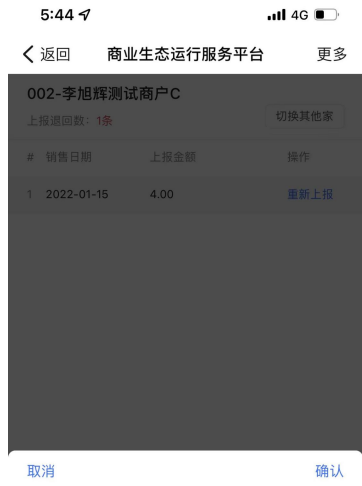 5:44 4G
返回 商业生态运行服务平台 更多
002-李旭辉测试商户C
上报退回数：1条 切换其他家
# 销售日期 上报金额 操作
1 2022-01-15 4.00 重新上报
取消 确认